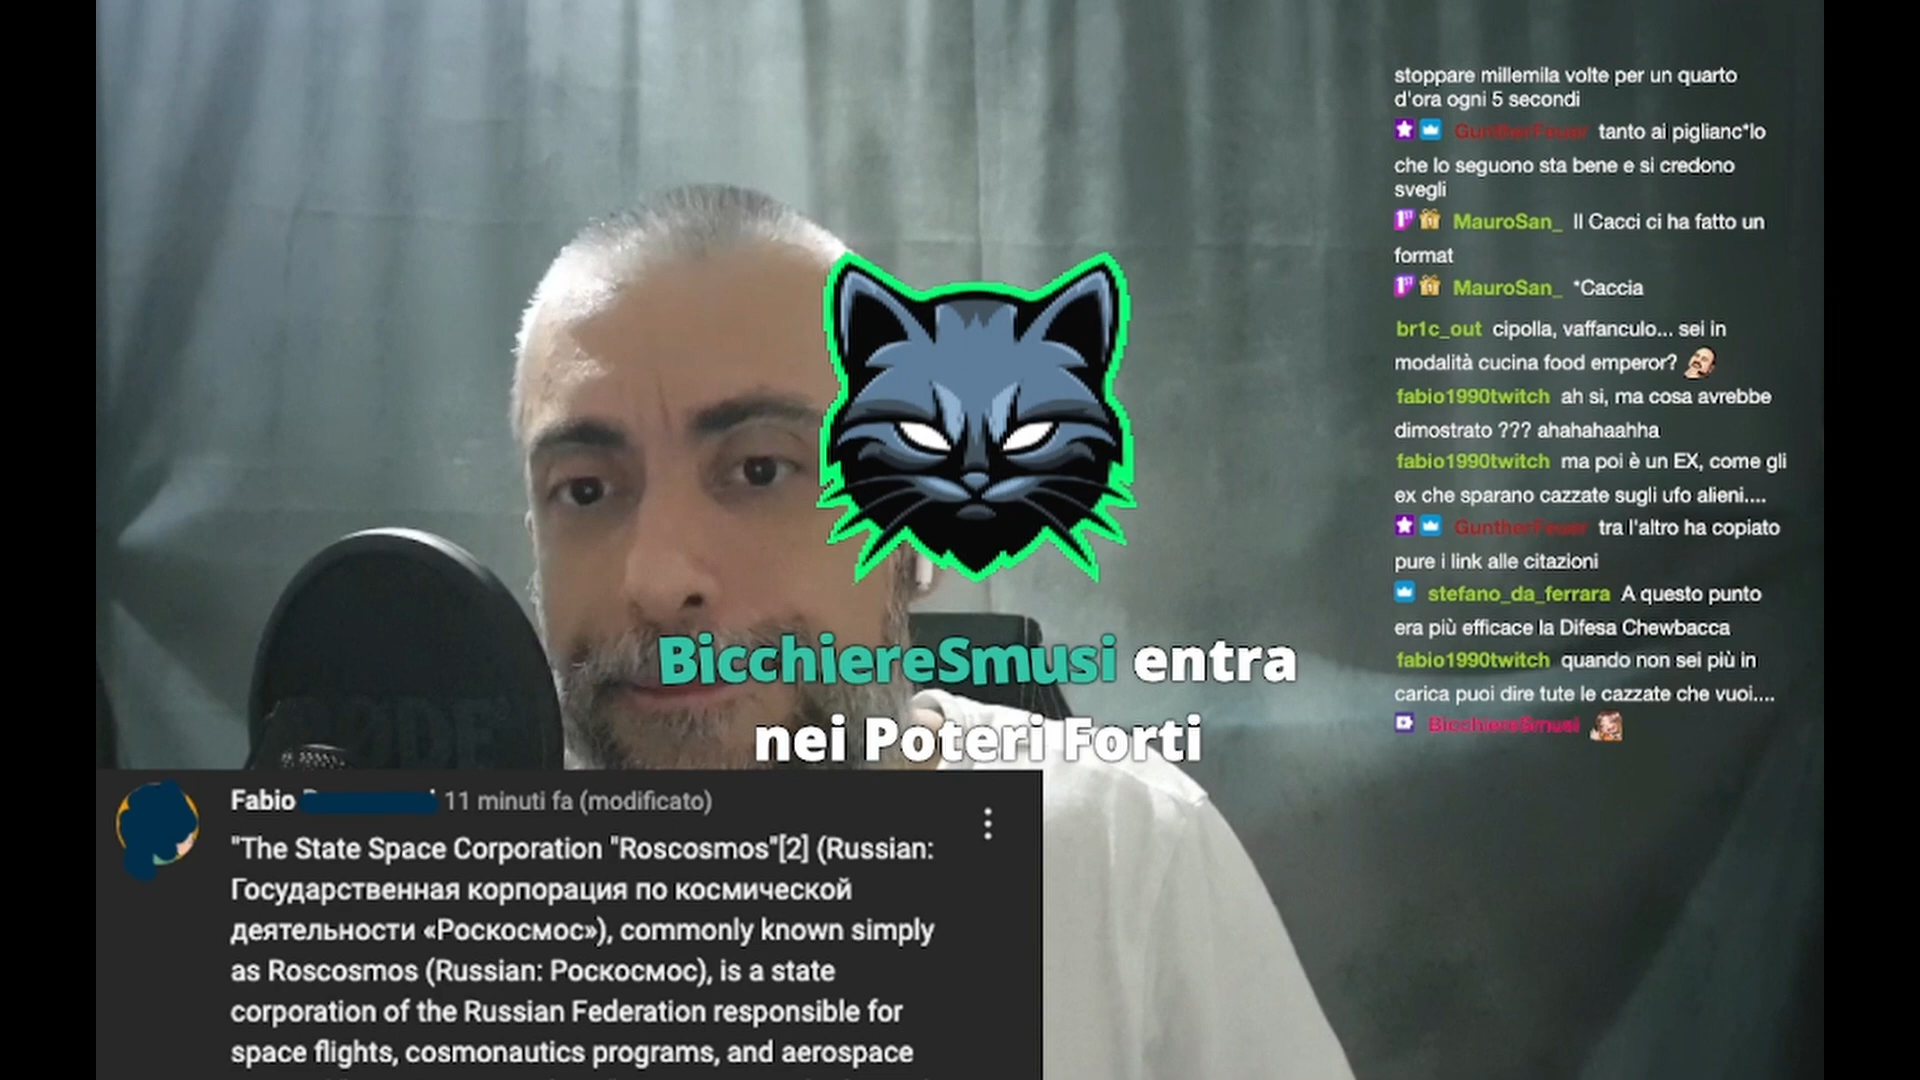 stoppare millemila volte per un quarto
d'ora ogni 5 secondi
GuntherFeuer tanto ai piglianc*lo
che lo seguono sta bene e si credono
svegli
MauroSan_ Il Cacci ci ha fatto un
format
MauroSan_ *Caccia
br1c_out cipolla, vaffanculo... sei in
modalità cucina food emperor?
fabio1990twitch ah si, ma cosa avrebbe
dimostrato ??? ahahahaahha
fabio1990twitch ma poi è un EX, come gli
ex che sparano cazzate sugli ufo alieni....
GuntherFeuer tra l'altro ha copiato
pure i link alle citazioni
stefano_da_ferrara A questo punto
era più efficace la Difesa Chewbacca
fabio1990twitch quando non sei più in
carica puoi dire tute le cazzate che vuoi....
BicchiereSmusi
BicchiereSmusi entra
nei Poteri Forti
Fabio 11 minuti fa (modificato)
"The State Space Corporation "Roscosmos"[2] (Russian:
Государственная корпорация по космической
деятельности «Роскосмос»), commonly known simply
as Roscosmos (Russian: Роскосмос), is a state
corporation of the Russian Federation responsible for
space flights, cosmonautics programs, and aerospace